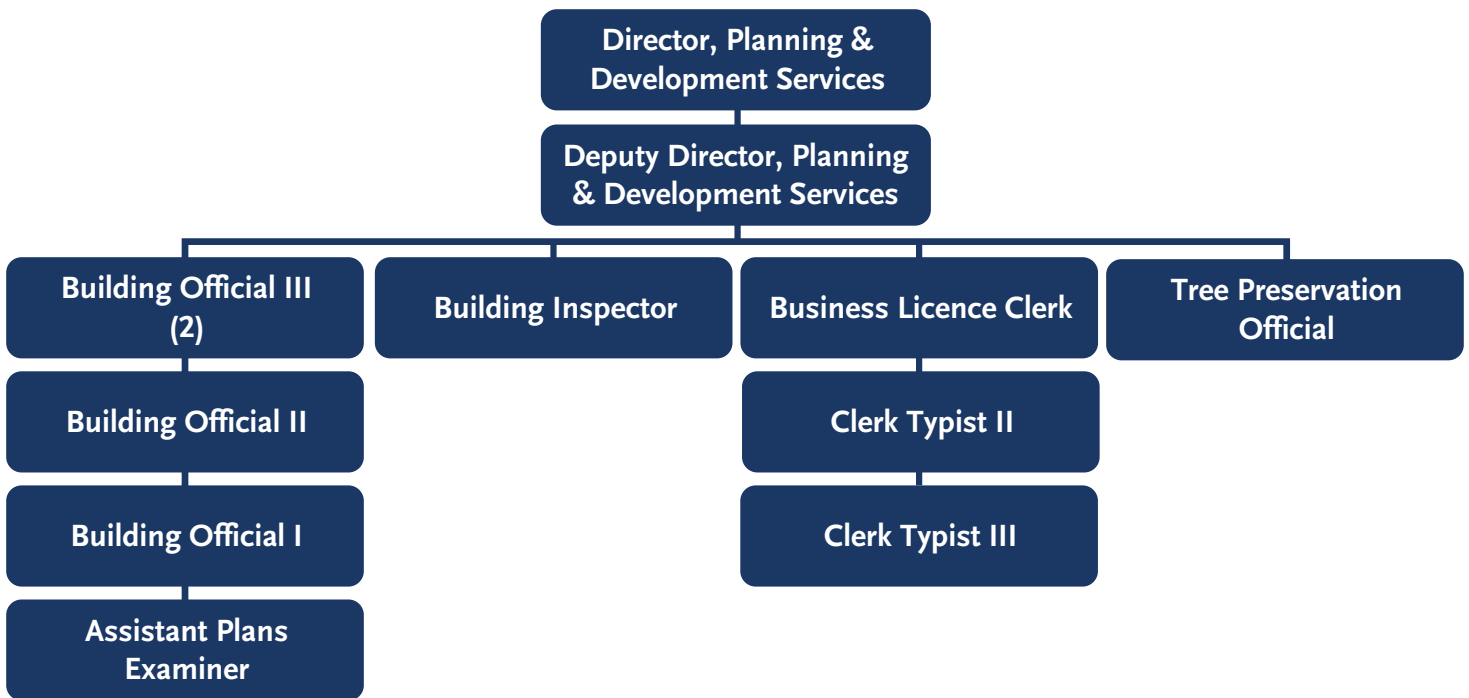 Director, Planning &
Development Services
Deputy Director, Planning
& Development Services
Building Official III
(2)
Building Inspector
Business Licence Clerk
Tree Preservation
Official
Building Official II
Clerk Typist II
Building Official I
Clerk Typist III
Assistant Plans
Examiner